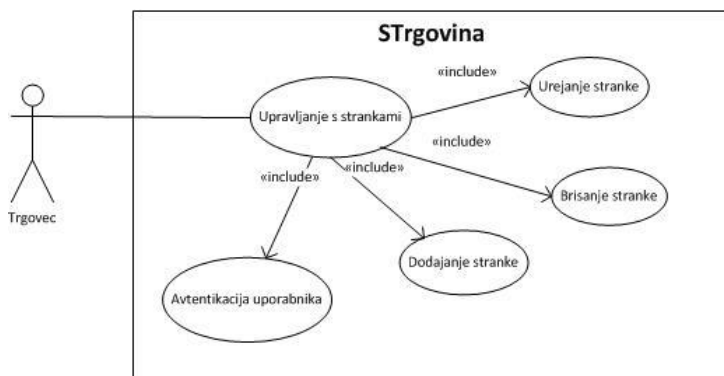 STrgovina
«include»
Urejanje stranke
Upravljanje s strankami
«include»
«include»
«include»
Brisanje stranke
Trgovec
Dodajanje stranke
Avtentikacija uporabnika